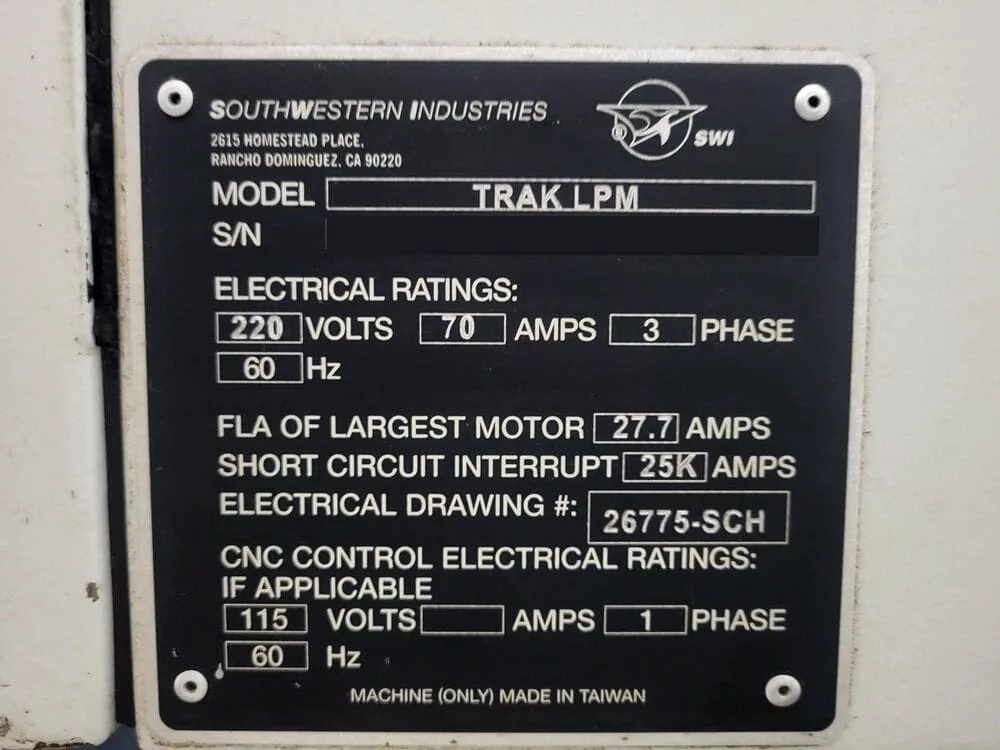 SOUTHWESTERN INDUSTRIES
2615 HOMESTEAD PLACE,
RANCHO DOMINGUEZ, CA 90220
® SWI
MODEL TRAK LPM
S/N
ELECTRICAL RATINGS:
220 VOLTS 70 AMPS 3 PHASE
60 Hz
FLA OF LARGEST MOTOR 27.7 AMPS
SHORT CIRCUIT INTERRUPT 25K AMPS
ELECTRICAL DRAWING #: 26775-SCH
CNC CONTROL ELECTRICAL RATINGS:
IF APPLICABLE
115 VOLTS AMPS 1 PHASE
60 Hz
MACHINE (ONLY) MADE IN TAIWAN